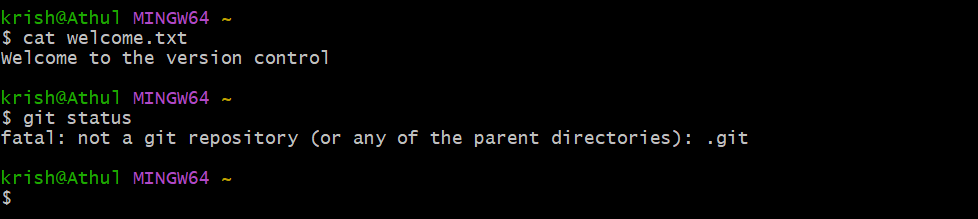 krish@Athul MINGW64 ~
$ cat welcome.txt
Welcome to the version control
krish@Athul MINGW64 ~
$ git status
fatal: not a git repository (or any of the parent directories): .git
krish@Athul MINGW64 ~
$